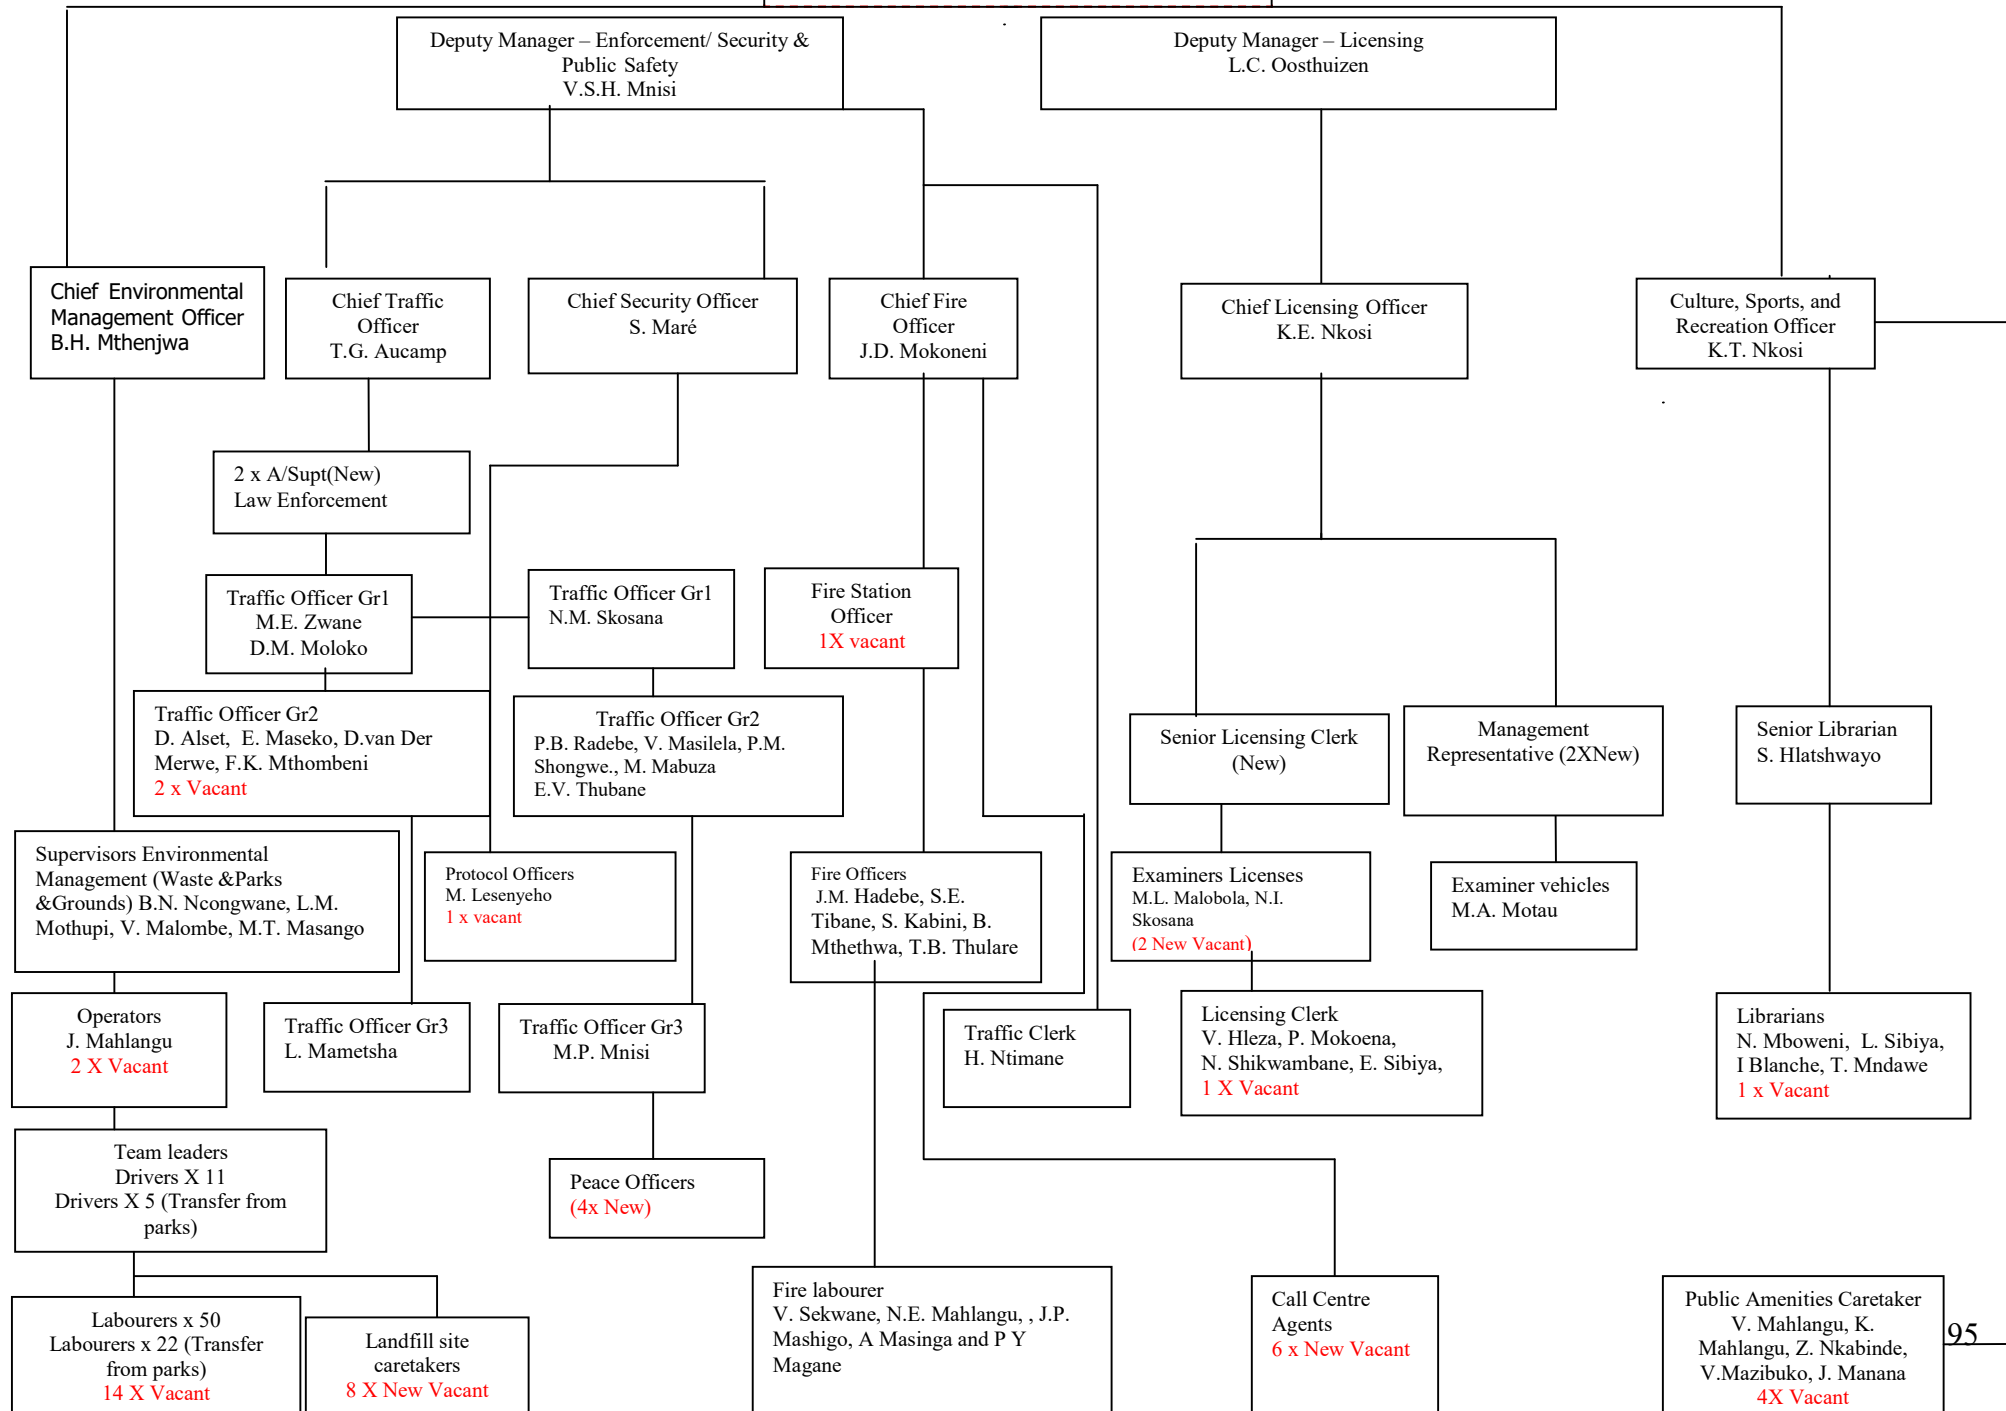 Deputy Manager – Enforcement/ Security &
Public Safety
V.S.H. Mnisi
Deputy Manager – Licensing
L.C. Oosthuizen
Chief Environmental
Management Officer
B.H. Mthenjwa
Chief Traffic
Officer
T.G. Aucamp
Chief Security Officer
S. Maré
Chief Fire
Officer
J.D. Mokoneni
Chief Licensing Officer
K.E. Nkosi
Culture, Sports, and
Recreation Officer
K.T. Nkosi
2 x A/Supt(New)
Law Enforcement
Traffic Officer Gr1
M.E. Zwane
D.M. Moloko
Traffic Officer Gr1
N.M. Skosana
Fire Station
Officer
1X vacant
Traffic Officer Gr2
D. Alset, E. Maseko, D.van Der
Merwe, F.K. Mthombeni
2 x Vacant
Traffic Officer Gr2
P.B. Radebe, V. Masilela, P.M.
Shongwe., M. Mabuza
E.V. Thubane
Senior Licensing Clerk
(New)
Management
Representative (2XNew)
Senior Librarian
S. Hlatshwayo
Supervisors Environmental
Management (Waste &Parks
&Grounds) B.N. Ncongwane, L.M.
Mothupi, V. Malombe, M.T. Masango
Protocol Officers
M. Lesenyeho
1 x vacant
Fire Officers
J.M. Hadebe, S.E.
Tibane, S. Kabini, B.
Mthethwa, T.B. Thulare
Examiners Licenses
M.L. Malobola, N.I.
Skosana
(2 New Vacant)
Examiner vehicles
M.A. Motau
Operators
J. Mahlangu
2 X Vacant
Traffic Officer Gr3
L. Mametsha
Traffic Officer Gr3
M.P. Mnisi
Traffic Clerk
H. Ntimane
Licensing Clerk
V. Hleza, P. Mokoena,
N. Shikwambane, E. Sibiya,
1 X Vacant
Librarians
N. Mboweni, L. Sibiya,
I Blanche, T. Mndawe
1 x Vacant
Team leaders
Drivers X 11
Drivers X 5 (Transfer from
parks)
Peace Officers
(4x New)
Labourers x 50
Labourers x 22 (Transfer
from parks)
14 X Vacant
Landfill site
caretakers
8 X New Vacant
Fire labourer
V. Sekwane, N.E. Mahlangu, , J.P.
Mashigo, A Masinga and P Y
Magane
Call Centre
Agents
6 x New Vacant
Public Amenities Caretaker
V. Mahlangu, K.
Mahlangu, Z. Nkabinde,
V.Mazibuko, J. Manana
4X Vacant
95